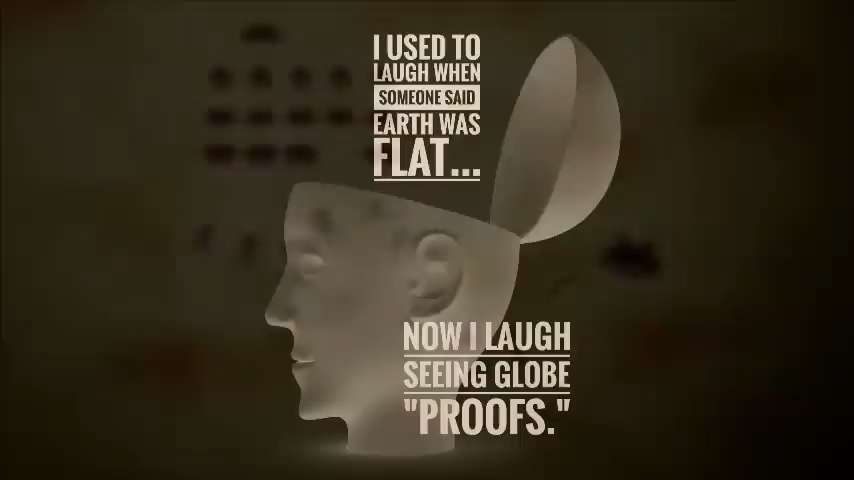 I USED TO
LAUGH WHEN
SOMEONE SAID
EARTH WAS
FLAT...
NOW I LAUGH
SEEING GLOBE
"PROOFS."